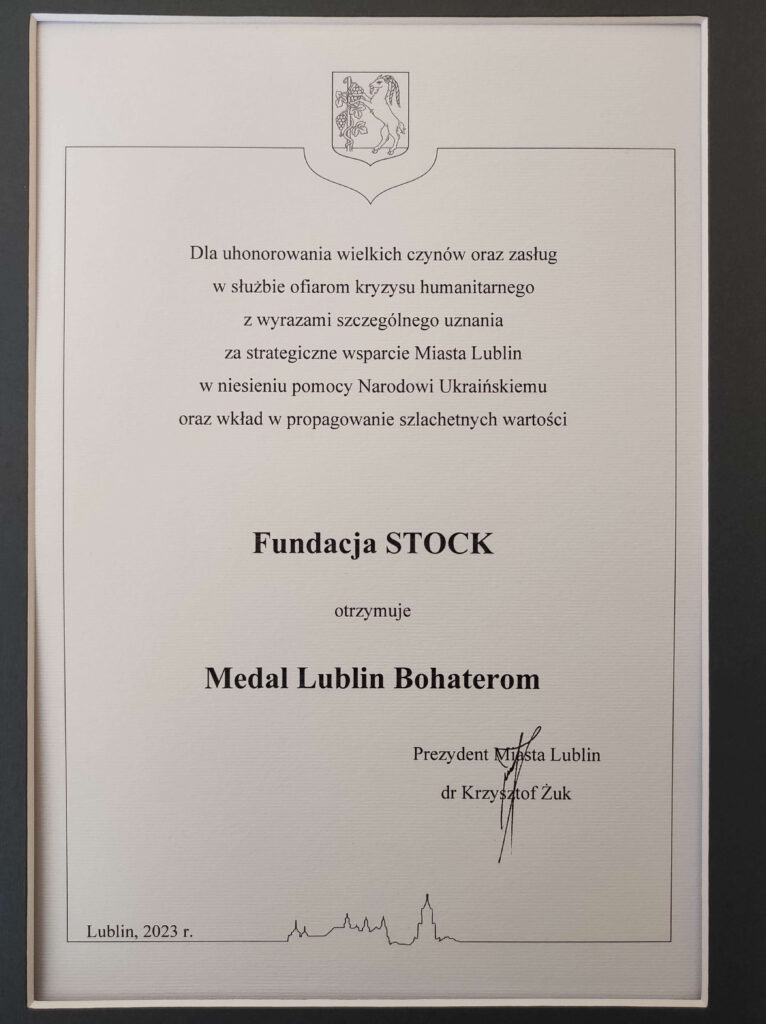 Dla uhonorowania wielkich czynów oraz zasług
w służbie ofiarom kryzysu humanitarnego
z wyrazami szczególnego uznania
za strategiczne wsparcie Miasta Lublin
w niesieniu pomocy Narodowi Ukraińskiemu
oraz wkład w propagowanie szlachetnych wartości
Fundacja STOCK
otrzymuje
Medal Lublin Bohaterom
Prezydent Miasta Lublin
dr Krzysztof Żuk
Lublin, 2023 r.